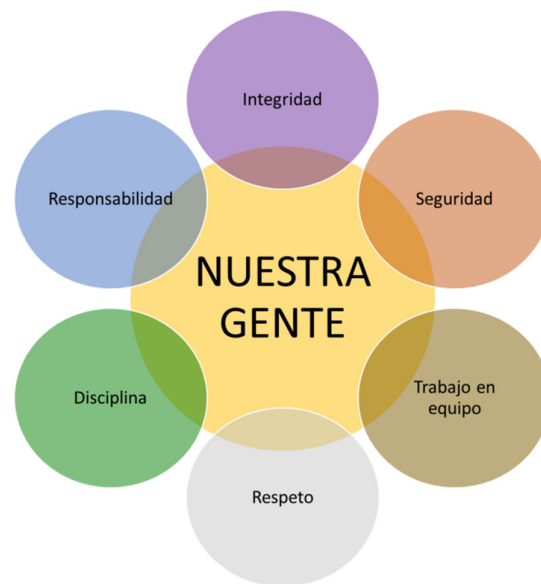 Integridad
Responsabilidad
Seguridad
NUESTRA
GENTE
Disciplina
Trabajo en
equipo
Respeto